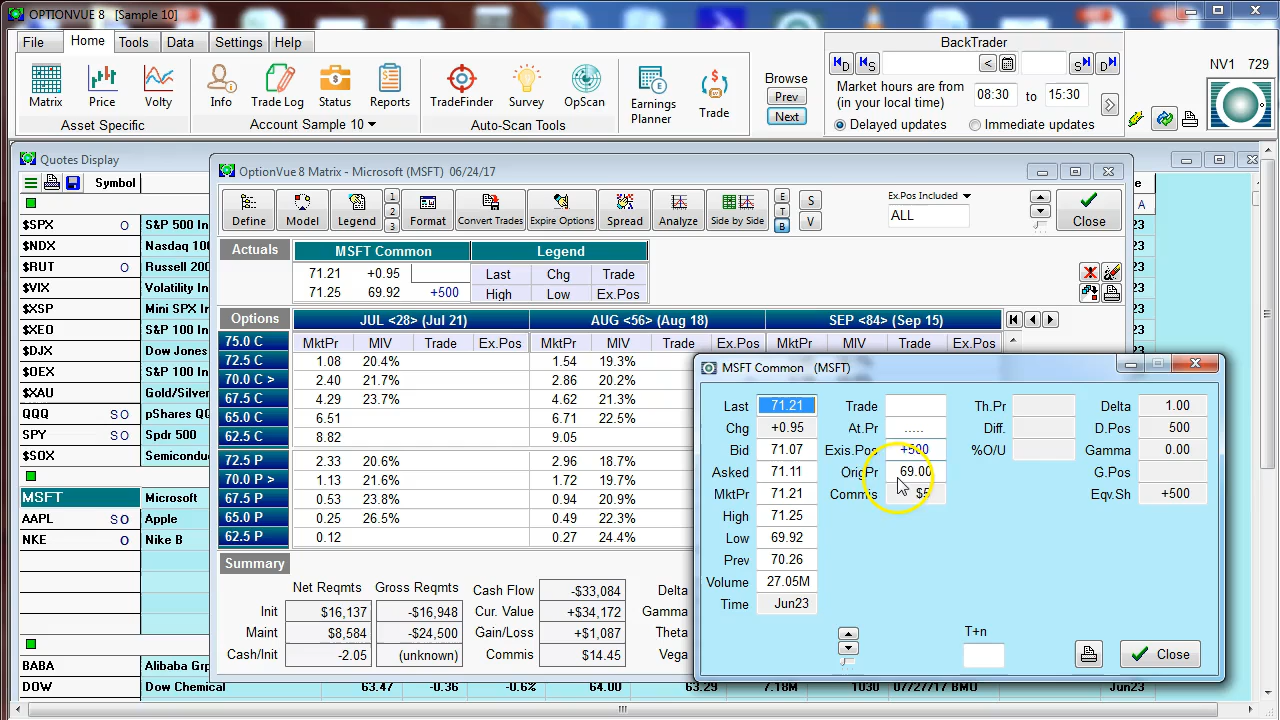 OPTIONVUE 8 [Sample 10]
File Home Tools Data Settings Help
Matrix Price Volty
Asset Specific
Info Trade Log Status Reports
Account Sample 10
TradeFinder Survey OpScan
Auto-Scan Tools
Earnings Planner
Trade
Browse
Prev
Next
BackTrader
D S < S D
Market hours are from
(in your local time)
08:30 to 15:30
Delayed updates Immediate updates
NV1 729
Quotes Display
Symbol
$SPX O S&P 500 In
$NDX Nasdaq 100
$RUT O Russell 200
$VIX Volatility In
$XSP Mini SPX In
$XEO S&P 100 In
$DJX Dow Jones
$XAU Gold/Silver
QQQ SO pShares QQ
SPY SO Spdr 500
$SOX Semicondu
MSFT Microsoft
AAPL SO Apple
NKE O Nike B
BABA Alibaba Grp
DOW Dow Chemical 63.47 -0.36 -0.6% 64.00 63.29 7.18M 1030 07727717 BMU Jun23
OptionVue 8 Matrix - Microsoft (MSFT) 06/24/17
Define Model Legend 1 2 3 Format Convert Trades Expire Options Spread Analyze Side by Side E T B S V
Ex.Pos Included
ALL
Close
Actuals MSFT Common Legend
71.21 +0.95 Last Chg Trade
71.25 69.92 +500 High Low Ex.Pos
Options JUL <28> (Jul 21) AUG <56> (Aug 18) SEP <84> (Sep 15)
75.0 C MktPr MIV Trade Ex.Pos MktPr MIV Trade Ex.Pos MktPr MIV Trade Ex.Pos
72.5 C 1.08 20.4% 1.54 19.3%
70.0 C > 2.40 21.7% 2.86 20.2%
67.5 C 4.29 23.7% 4.62 21.3%
65.0 C 6.51 6.71 22.5%
62.5 C 8.82 9.05
72.5 P 2.33 20.6% 2.96 18.7%
70.0 P > 1.13 21.6% 1.72 19.7%
67.5 P 0.53 23.8% 0.94 20.9%
65.0 P 0.25 26.5% 0.49 22.3%
62.5 P 0.12 0.27 24.4%
Summary
Net Reqmts Gross Reqmts Cash Flow -$33,084 Delta
Init $16,137 -$16,948 Cur. Value +$34,172 Gamma
Maint $8,584 -$24,500 Gain/Loss +$1,087 Theta
Cash/Init -2.05 (unknown) Commis $14.45 Vega
MSFT Common (MSFT)
Last 71.21 Trade Th.Pr Delta 1.00
Chg +0.95 At.Pr ..... Diff. D.Pos 500
Bid 71.07 Exis.Pos +500 %O/U Gamma 0.00
Asked 71.11 OrigPr 69.00 G.Pos
MktPr 71.21 Commis $5 Eqv.Sh +500
High 71.25
Low 69.92
Prev 70.26
Volume 27.05M
Time Jun23
T+n
Close